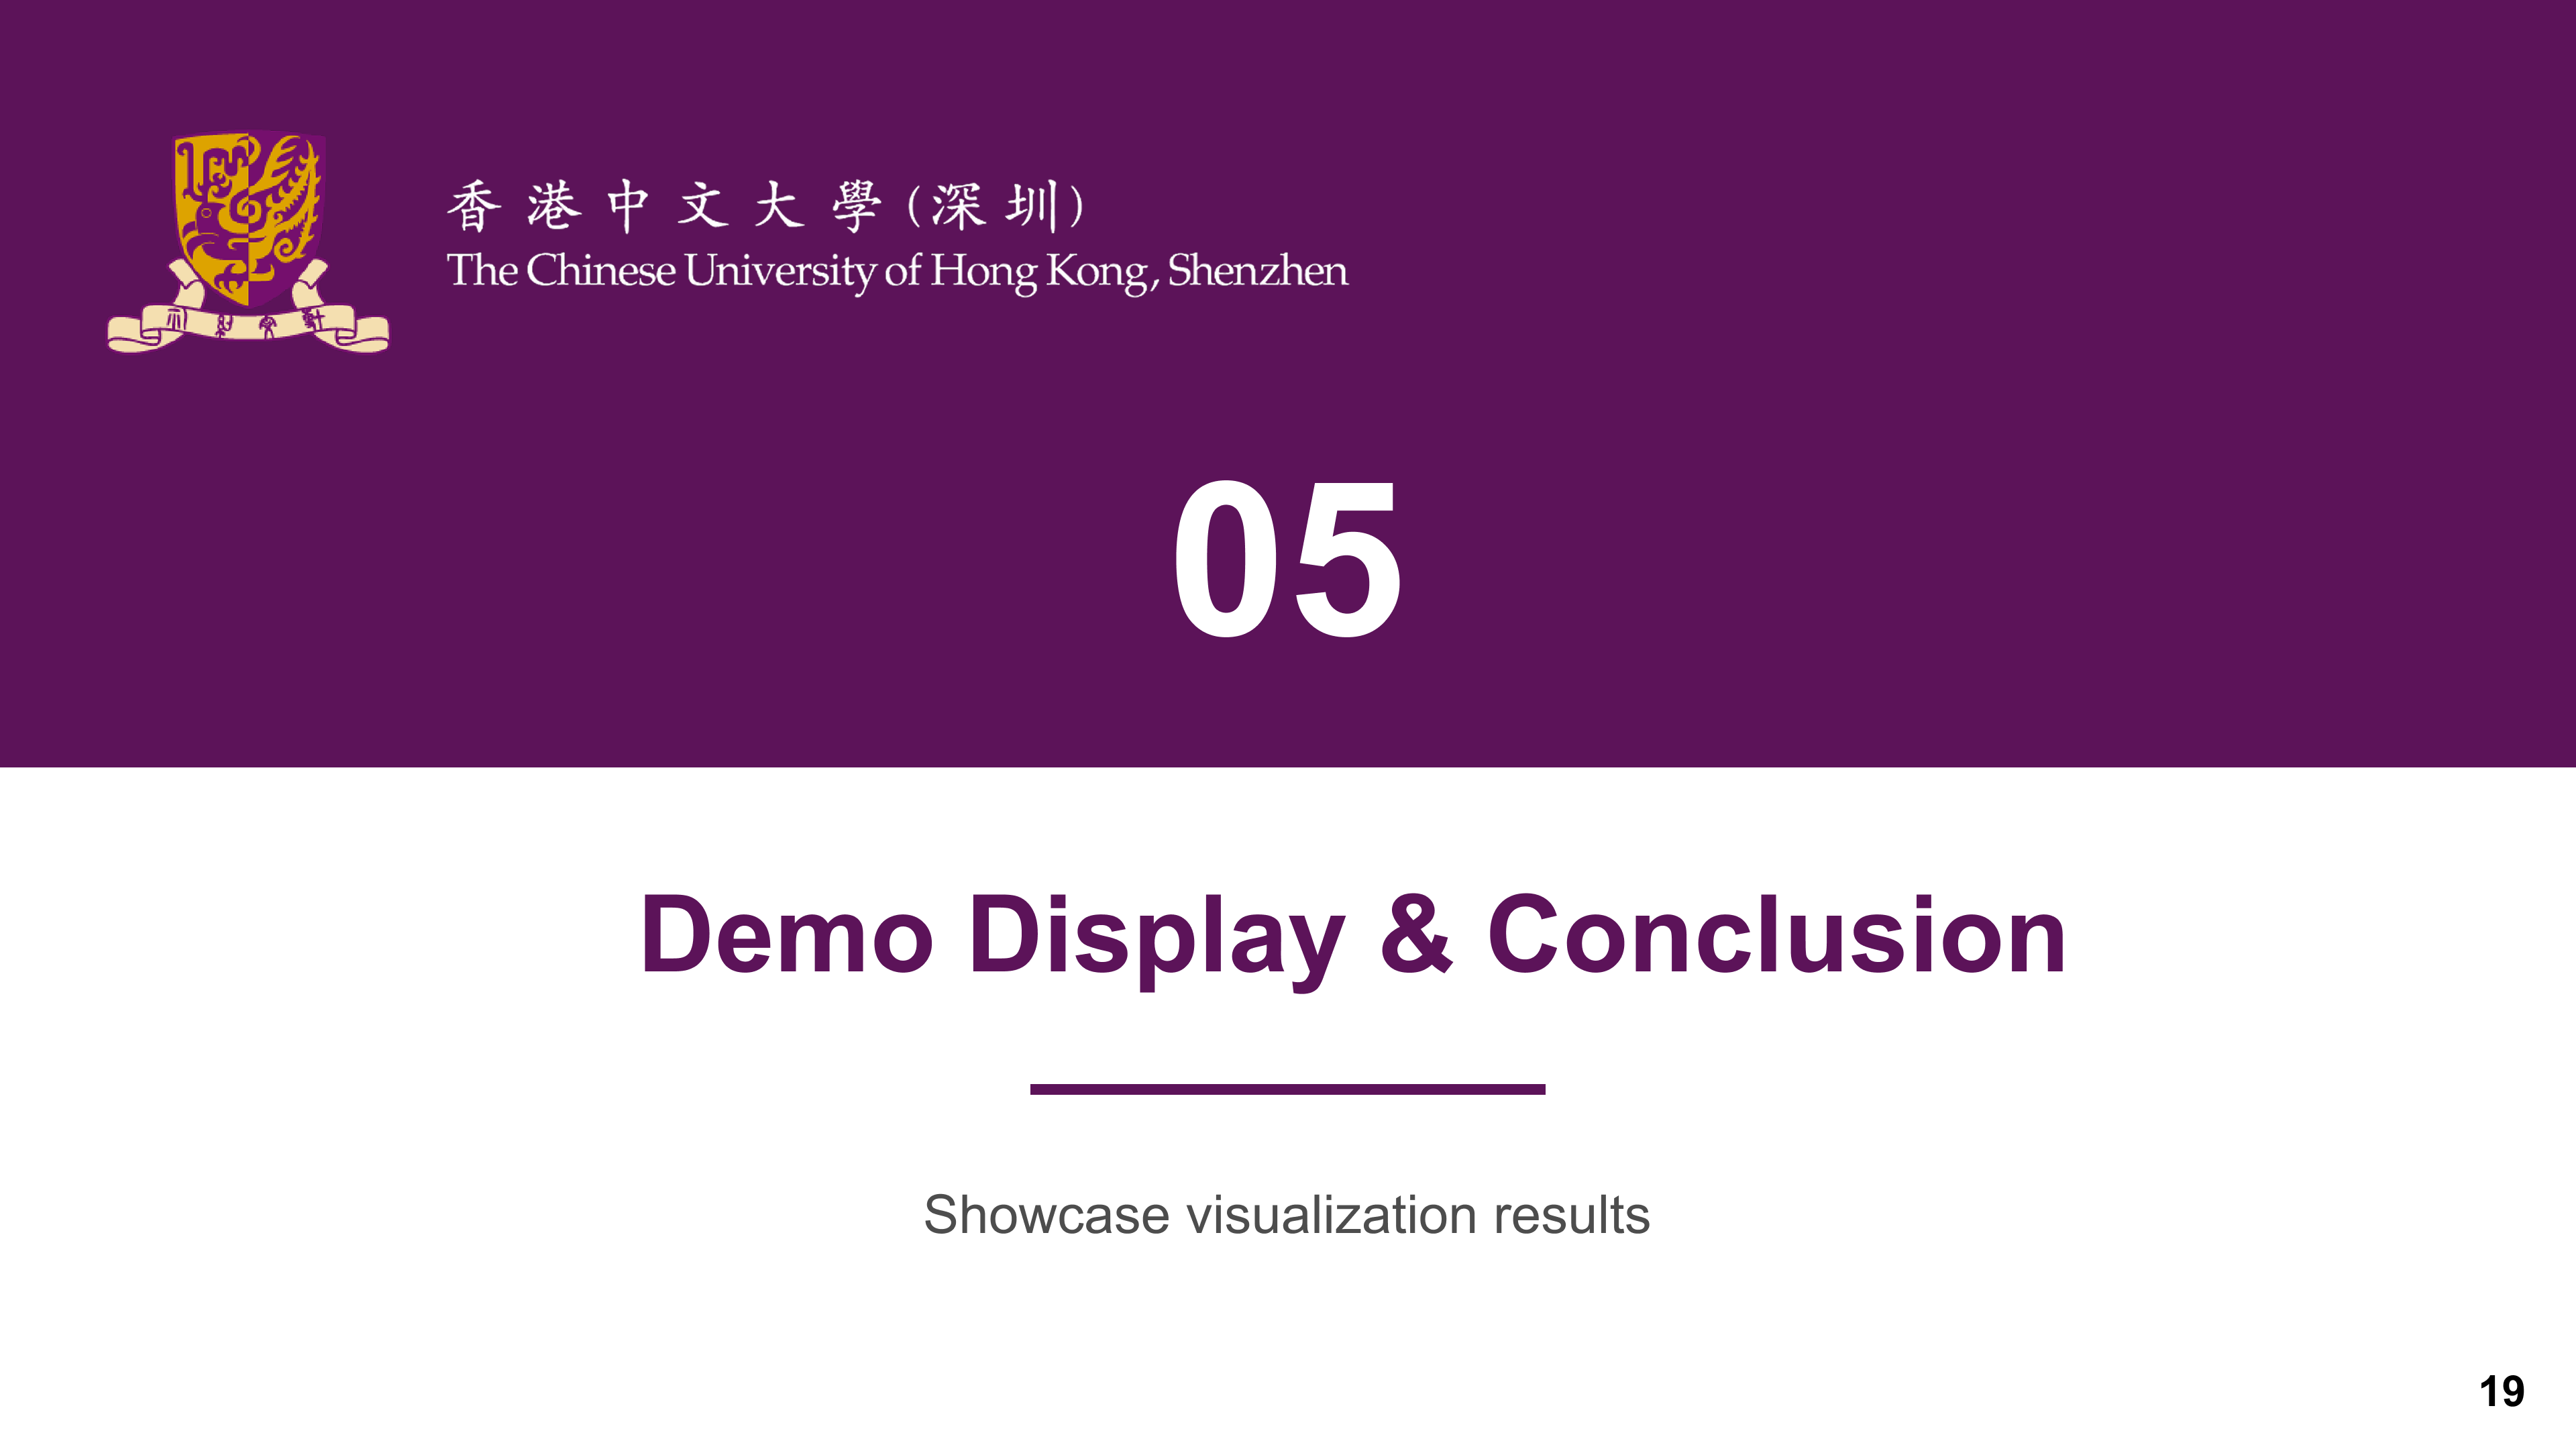 香港中文大學(深圳)
The Chinese University of Hong Kong, Shenzhen
05
Demo Display & Conclusion
Showcase visualization results
19